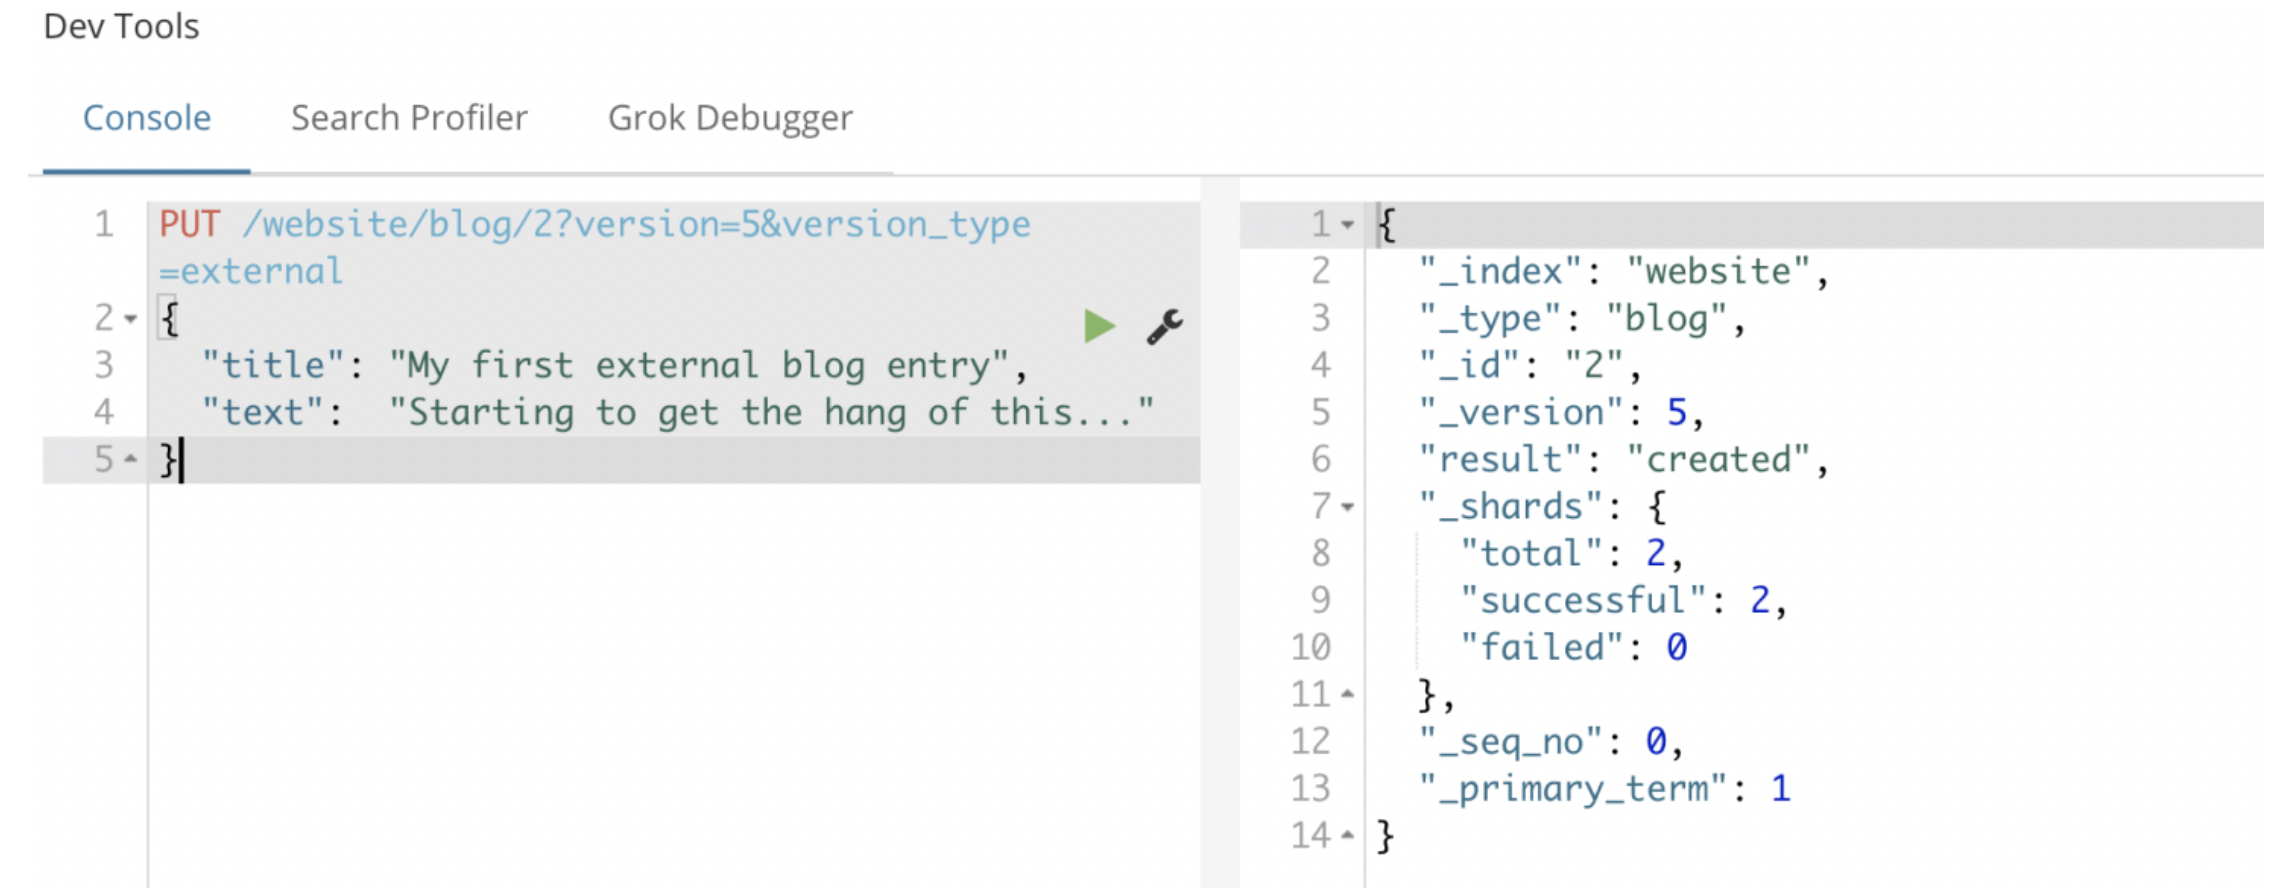 Dev Tools
Console Search Profiler Grok Debugger
1 PUT /website/blog/2?version=5&version_type
=external
2 {
3 "title": "My first external blog entry",
4 "text":  "Starting to get the hang of this..."
5 }
1 {
2 "_index": "website",
3 "_type": "blog",
4 "_id": "2",
5 "_version": 5,
6 "result": "created",
7 "_shards": {
8 "total": 2,
9 "successful": 2,
10 "failed": 0
11 },
12 "_seq_no": 0,
13 "_primary_term": 1
14 }